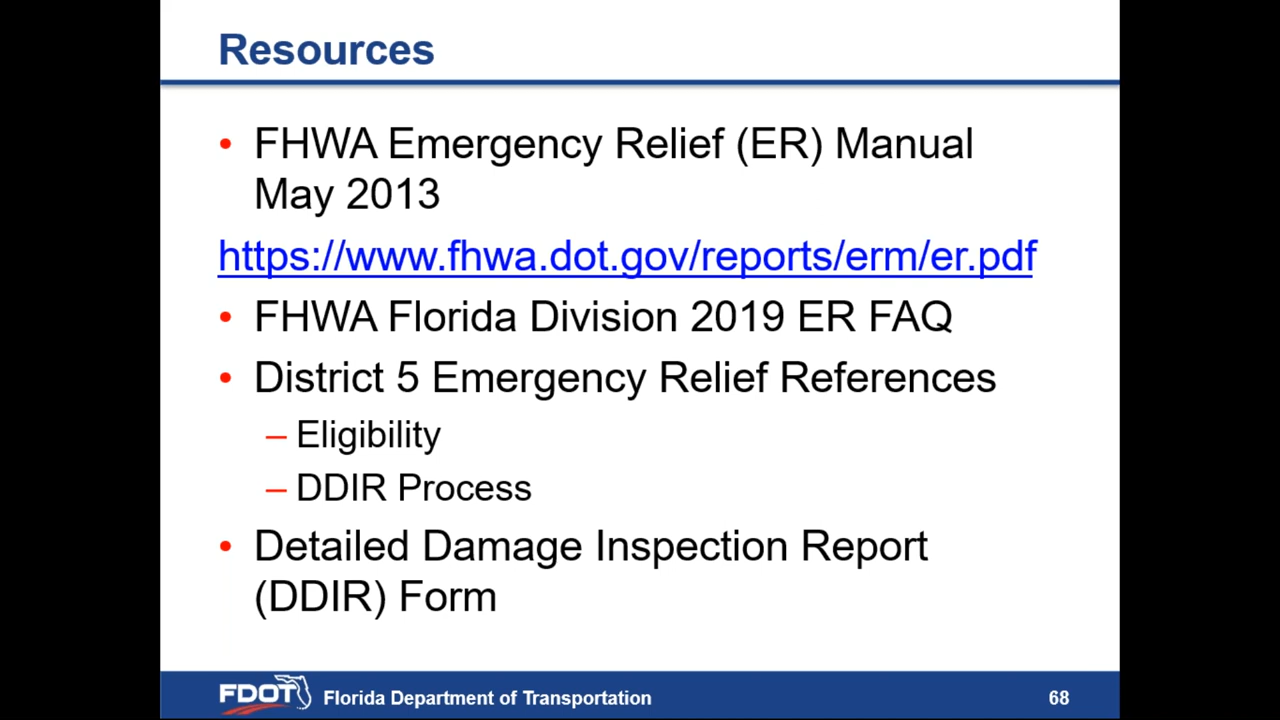 Resources
• FHWA Emergency Relief (ER) Manual
May 2013
https://www.fhwa.dot.gov/reports/erm/er.pdf
• FHWA Florida Division 2019 ER FAQ
• District 5 Emergency Relief References
– Eligibility
– DDIR Process
• Detailed Damage Inspection Report
(DDIR) Form
FDOT Florida Department of Transportation 68